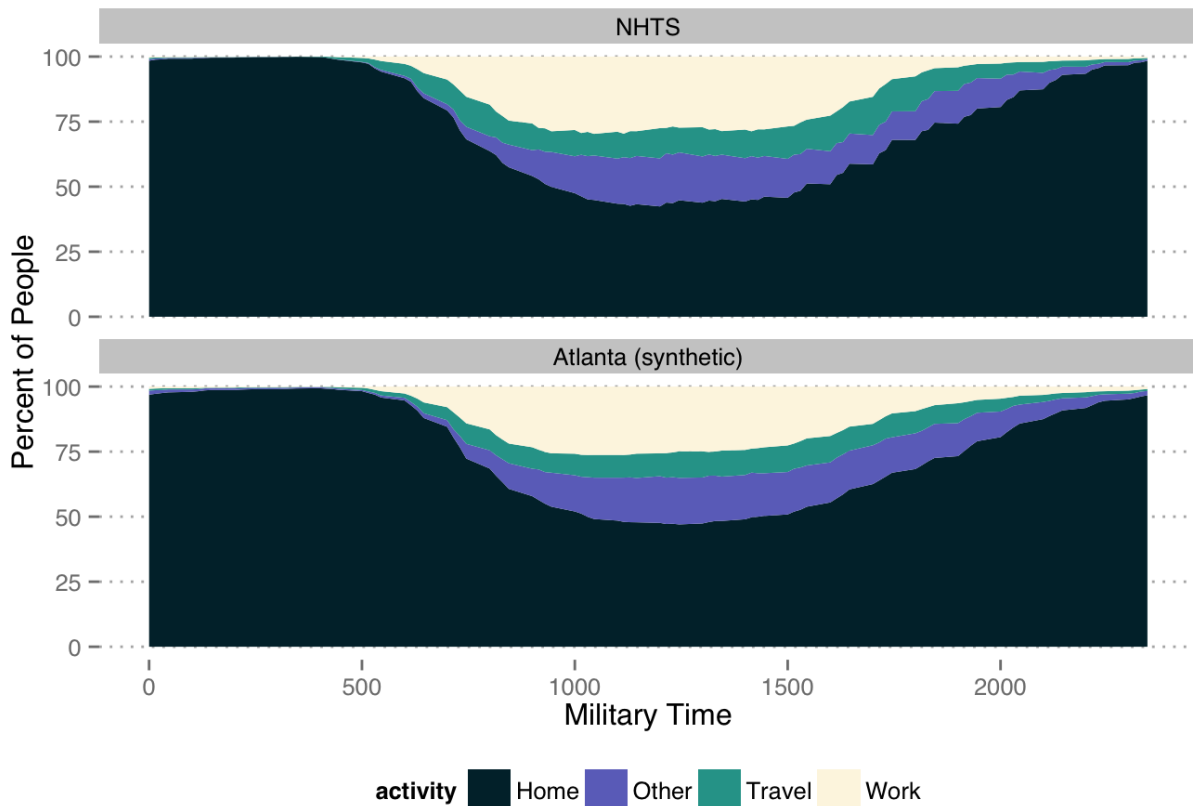 NHTS
100
75
50
25
0
Percent of People
Atlanta (synthetic)
100
75
50
25
0
0 500 1000 1500 2000
Military Time
activity Home Other Travel Work